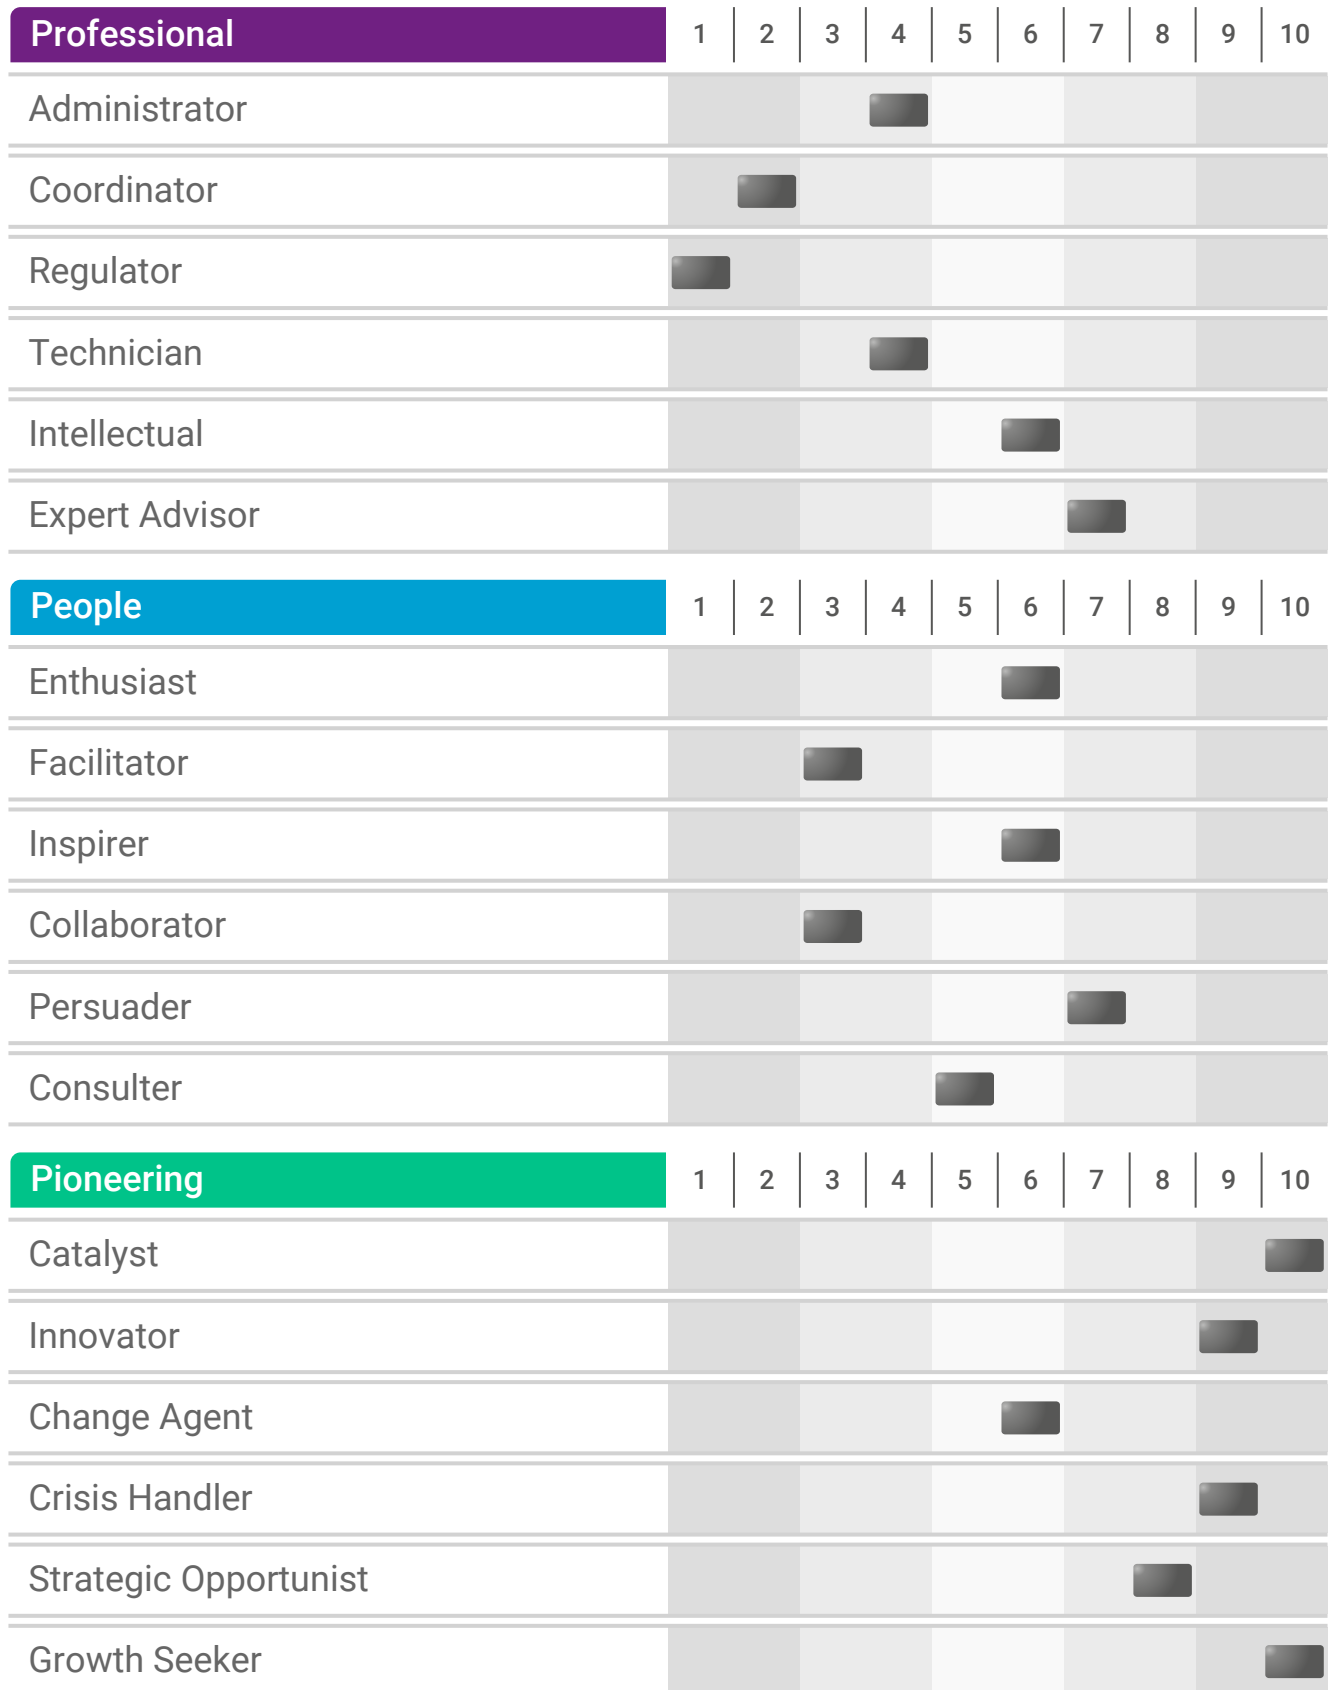 Professional 1 2 3 4 5 6 7 8 9 10
Administrator
Coordinator
Regulator
Technician
Intellectual
Expert Advisor
People 1 2 3 4 5 6 7 8 9 10
Enthusiast
Facilitator
Inspirer
Collaborator
Persuader
Consulter
Pioneering 1 2 3 4 5 6 7 8 9 10
Catalyst
Innovator
Change Agent
Crisis Handler
Strategic Opportunist
Growth Seeker